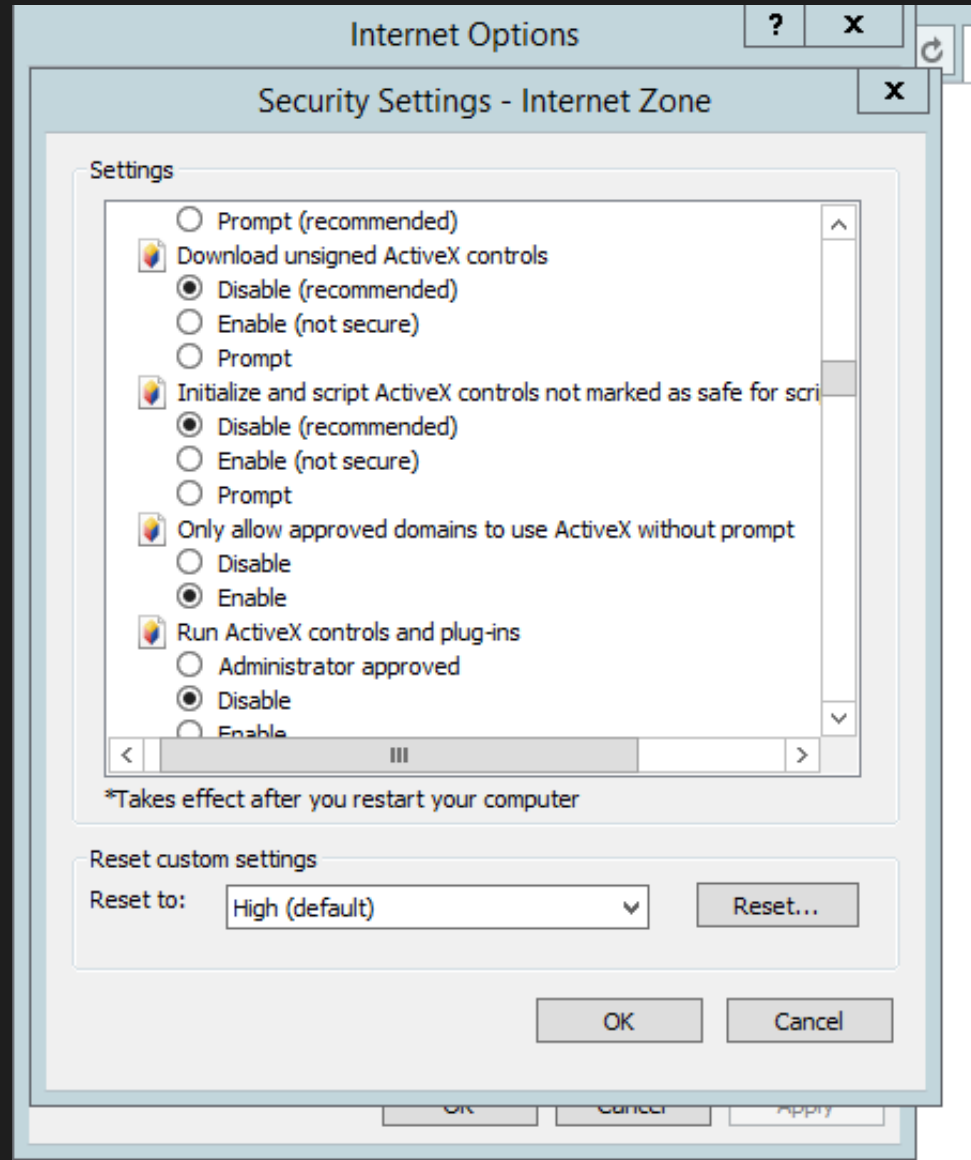 Internet Options
?
x
Security Settings - Internet Zone
x
Settings
Prompt (recommended)
Download unsigned ActiveX controls
Disable (recommended)
Enable (not secure)
Prompt
Initialize and script ActiveX controls not marked as safe for scri
Disable (recommended)
Enable (not secure)
Prompt
Only allow approved domains to use ActiveX without prompt
Disable
Enable
Run ActiveX controls and plug-ins
Administrator approved
Disable
Enable
*Takes effect after you restart your computer
Reset custom settings
Reset to:
High (default)
Reset...
OK Cancel
OK Cancel Apply